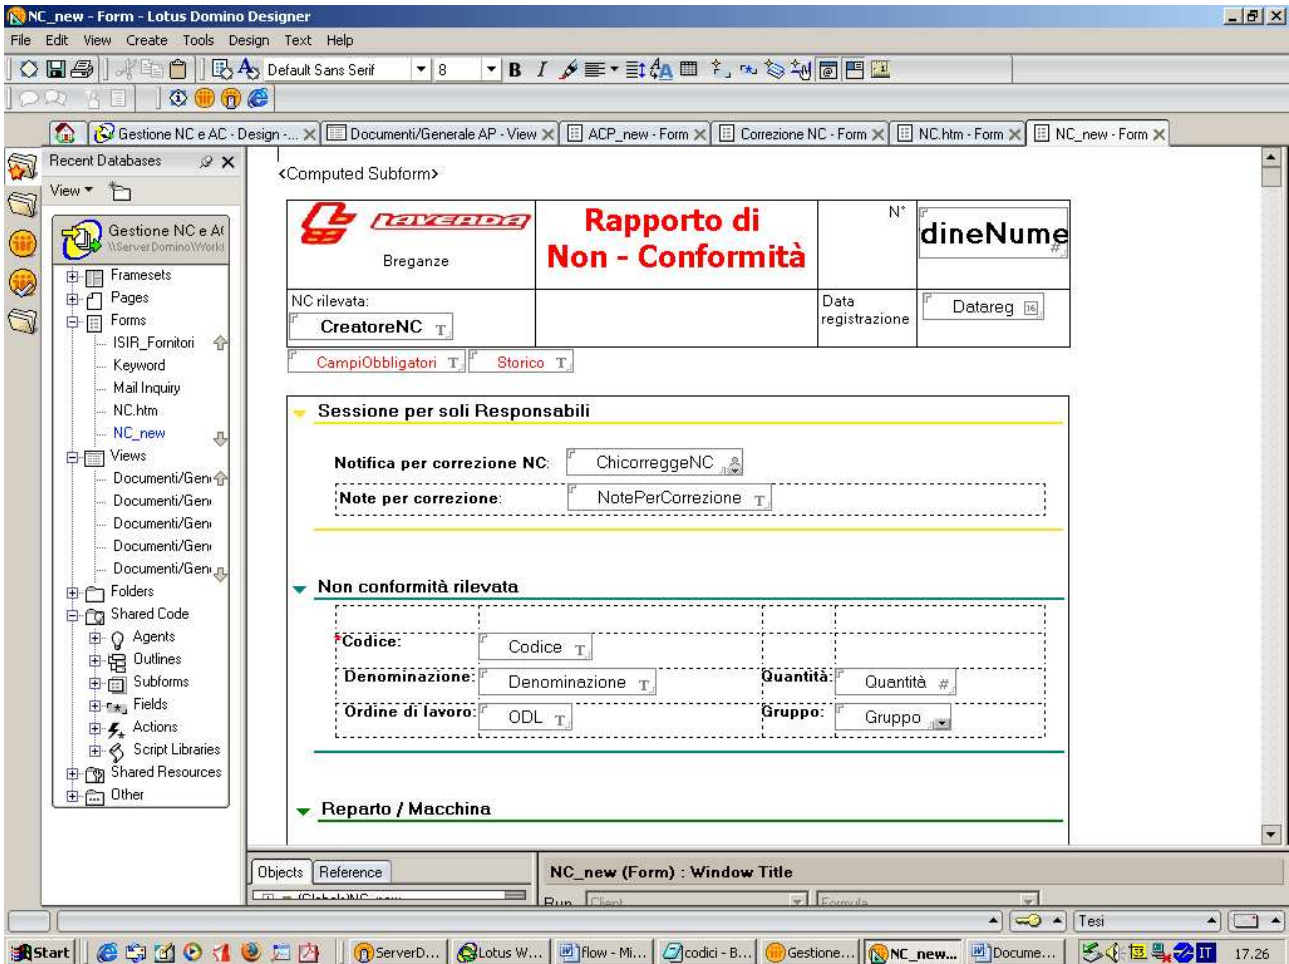 NC_new - Form - Lotus Domino Designer
File Edit View Create Tools Design Text Help
Default Sans Serif 8 B I
Gestione NC e AC - Design -... Documenti/Generale AP - View ACP_new - Form Correzione NC - Form NC.htm - Form NC_new - Form
Recent Databases
View
Gestione NC e A
\\ServerDomino\World
Framesets
Pages
Forms
ISIR_Fornitori
Keyword
Mail Inquiry
NC.htm
NC_new
Views
Documenti/Gen
Documenti/Gen
Documenti/Gen
Documenti/Gen
Documenti/Gen
Folders
Shared Code
Agents
Outlines
Subforms
Fields
Actions
Script Libraries
Shared Resources
Other
<Computed Subform>
LAVERDA
Breganze
Rapporto di
Non - Conformità
N°
dineNume #
NC rilevata:
CreatoreNC T
Data
registrazione
Datareg 16
CampiObbligatori T Storico T
Sessione per soli Responsabili
Notifica per correzione NC: ChicorreggeNC
Note per correzione: NotePerCorrezione T
Non conformità rilevata
*Codice: Codice T
Denominazione: Denominazione T Quantità: Quantità #
Ordine di lavoro: ODL T Gruppo: Gruppo
Reparto / Macchina
Objects Reference
NC_new (Form) : Window Title
Run Client Formula
Tesi
Start ServerD... Lotus W... flow - Mi... codici - B... Gestione... NC_new... Docume... IT 17.26